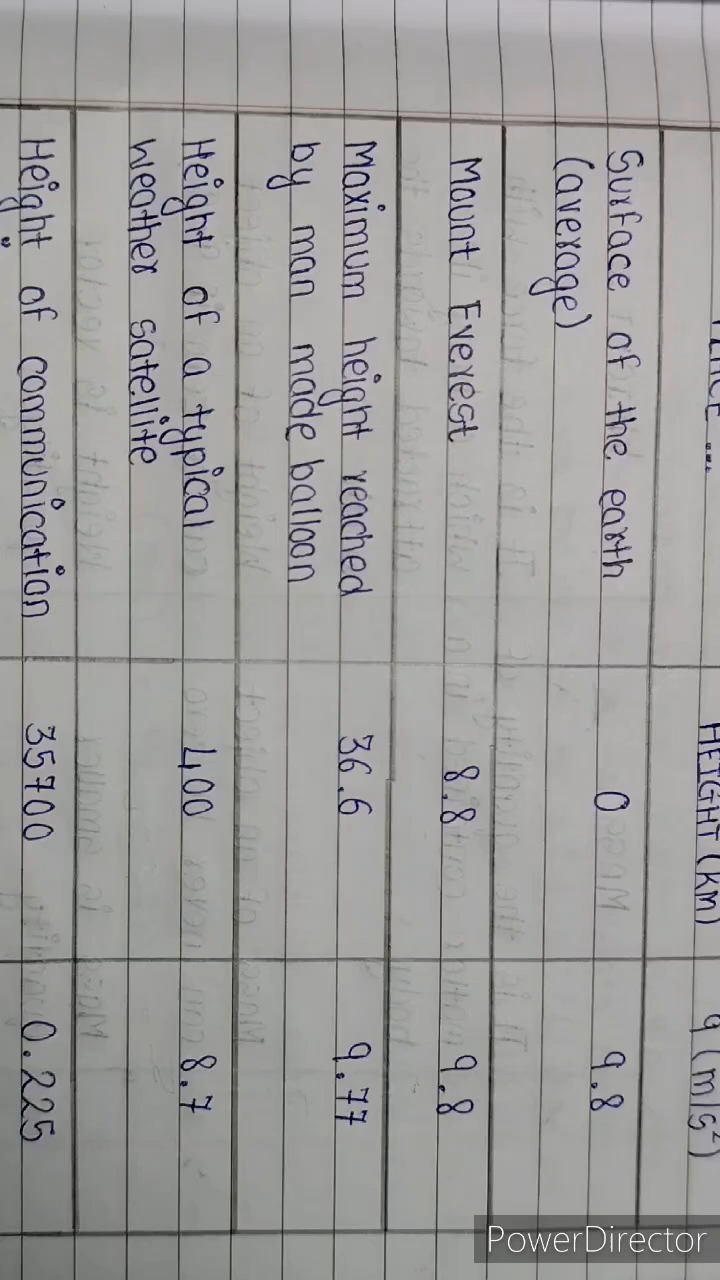 PLACE ... HEIGHT (km) g (m/s²)
Surface of the earth 0 9.8
(average)
Mount Everest 8.8 9.8
Maximum height reached 36.6 9.77
by man made balloon
Height of a typical 400 8.7
weather satellite
Height of communication 35700 0.225
PowerDirector